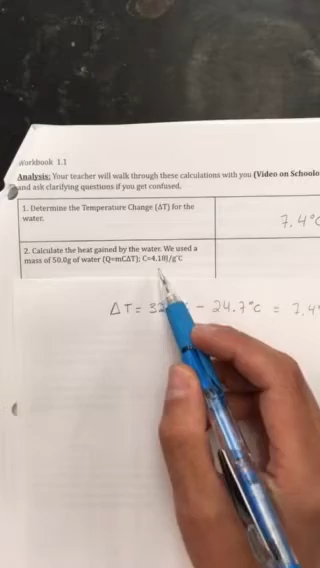 Workbook 1.1
Analysis: Your teacher will walk through these calculations with you (Video on Schoolo
and ask clarifying questions if you get confused.
1. Determine the Temperature Change (ΔT) for the
water.
7.4°C
2. Calculate the heat gained by the water. We used a
mass of 50.0g of water (Q=mCΔT); C=4.18J/g°C
ΔT = 32 - 24.7°C = 7.4°